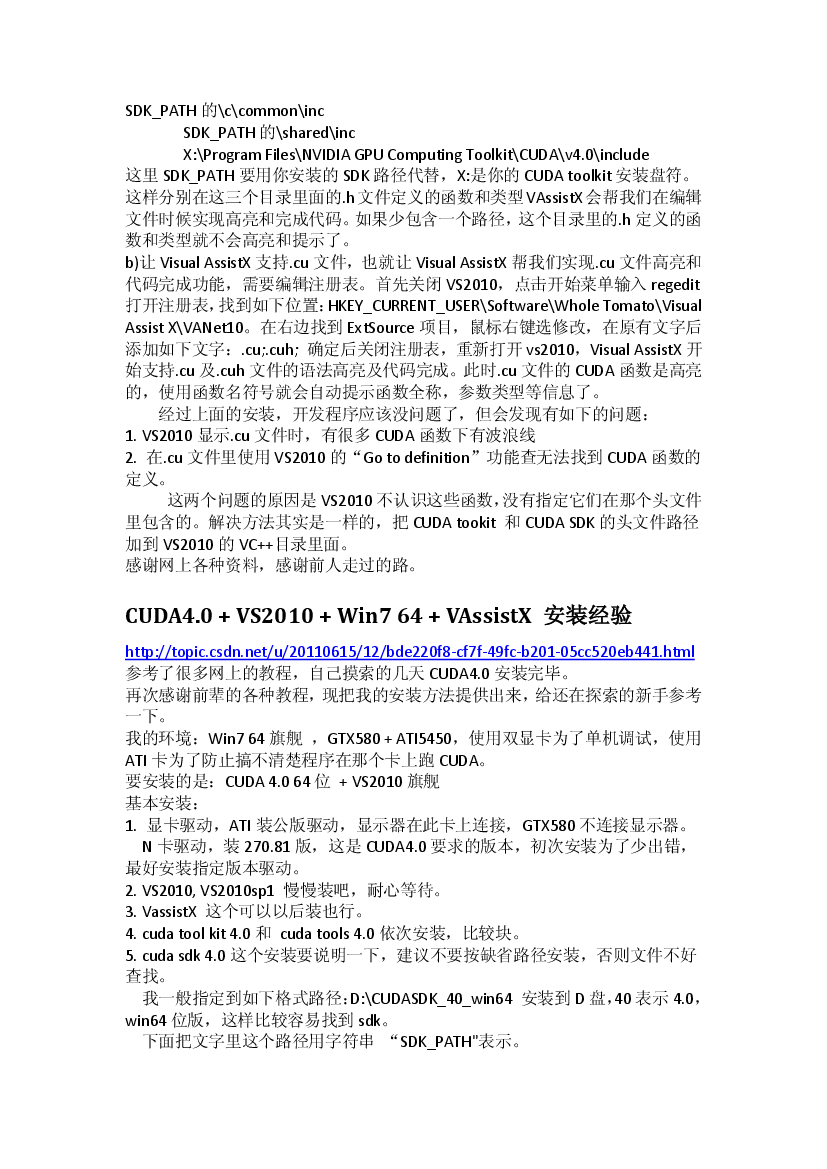 SDK_PATH 的\c\common\inc
SDK_PATH 的\shared\inc
X:\Program Files\NVIDIA GPU Computing Toolkit\CUDA\v4.0\include
这里 SDK_PATH 要用你安装的 SDK 路径代替，X:是你的 CUDA toolkit 安装盘符。
这样分别在这三个目录里面的.h 文件定义的函数和类型 VAssistX 会帮我们在编辑
文件时候实现高亮和完成代码。如果少包含一个路径，这个目录里的.h 定义的函
数和类型就不会高亮和提示了。
b)让 Visual AssistX 支持.cu 文件，也就让 Visual AssistX 帮我们实现.cu 文件高亮和
代码完成功能，需要编辑注册表。首先关闭 VS2010，点击开始菜单输入 regedit
打开注册表，找到如下位置：HKEY_CURRENT_USER\Software\Whole Tomato\Visual
Assist X\VANet10。在右边找到 ExtSource 项目，鼠标右键选修改，在原有文字后
添加如下文字：.cu;.cuh; 确定后关闭注册表，重新打开 vs2010，Visual AssistX 开
始支持.cu 及.cuh 文件的语法高亮及代码完成。此时.cu 文件的 CUDA 函数是高亮
的，使用函数名符号就会自动提示函数全称，参数类型等信息了。
经过上面的安装，开发程序应该没问题了，但会发现有如下的问题：
1. VS2010 显示.cu 文件时，有很多 CUDA 函数下有波浪线
2. 在.cu 文件里使用 VS2010 的“Go to definition”功能查无法找到 CUDA 函数的
定义。
这两个问题的原因是 VS2010 不认识这些函数，没有指定它们在那个头文件
里包含的。解决方法其实是一样的，把 CUDA tookit 和 CUDA SDK 的头文件路径
加到 VS2010 的 VC++目录里面。
感谢网上各种资料，感谢前人走过的路。
CUDA4.0 + VS2010 + Win7 64 + VAssistX 安装经验
http://topic.csdn.net/u/20110615/12/bde220f8-cf7f-49fc-b201-05cc520eb441.html
参考了很多网上的教程，自己摸索的几天 CUDA4.0 安装完毕。
再次感谢前辈的各种教程，现把我的安装方法提供出来，给还在探索的新手参考
一下。
我的环境：Win7 64 旗舰 ，GTX580 + ATI5450，使用双显卡为了单机调试，使用
ATI 卡为了防止搞不清楚程序在那个卡上跑 CUDA。
要安装的是：CUDA 4.0 64 位 + VS2010 旗舰
基本安装：
1. 显卡驱动，ATI 装公版驱动，显示器在此卡上连接，GTX580 不连接显示器。
N 卡驱动，装 270.81 版，这是 CUDA4.0 要求的版本，初次安装为了少出错，
最好安装指定版本驱动。
2. VS2010, VS2010sp1 慢慢装吧，耐心等待。
3. VassistX 这个可以以后装也行。
4. cuda tool kit 4.0 和 cuda tools 4.0 依次安装，比较块。
5. cuda sdk 4.0 这个安装要说明一下，建议不要按缺省路径安装，否则文件不好
查找。
我一般指定到如下格式路径：D:\CUDASDK_40_win64 安装到 D 盘，40 表示 4.0，
win64 位版，这样比较容易找到 sdk。
下面把文字里这个路径用字符串 “SDK_PATH"表示。